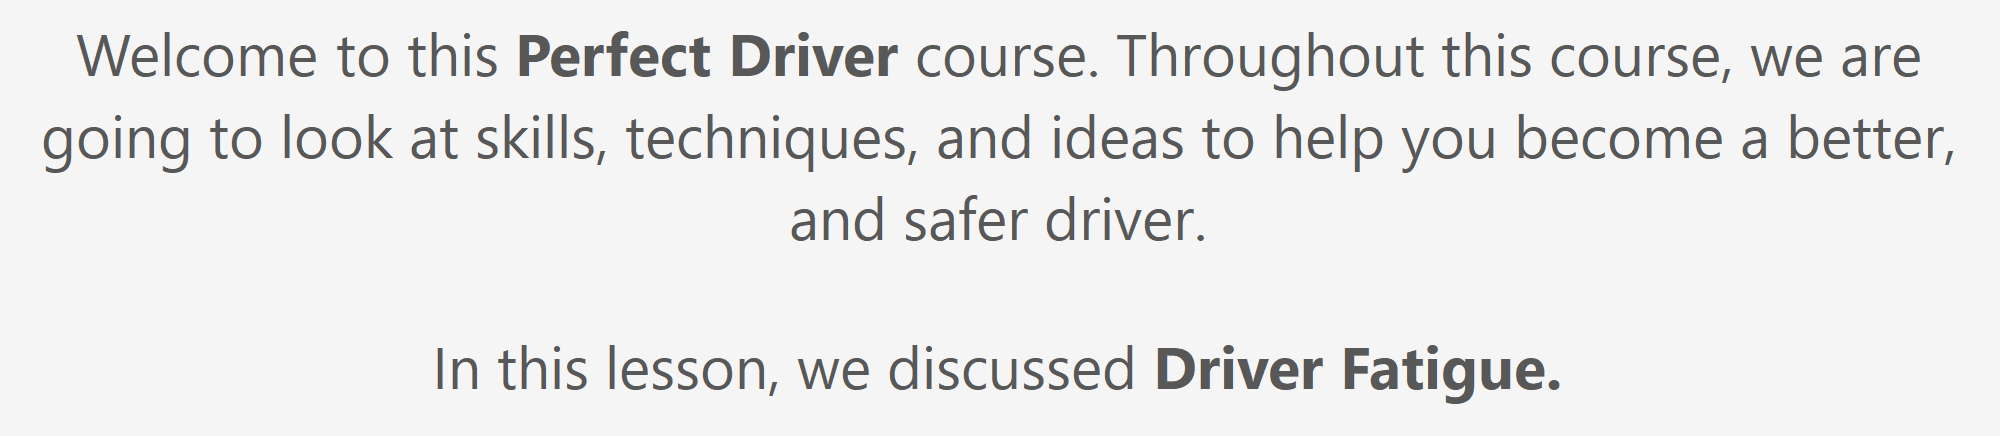 Welcome to this Perfect Driver course. Throughout this course, we are
going to look at skills, techniques, and ideas to help you become a better,
and safer driver.
In this lesson, we discussed Driver Fatigue.